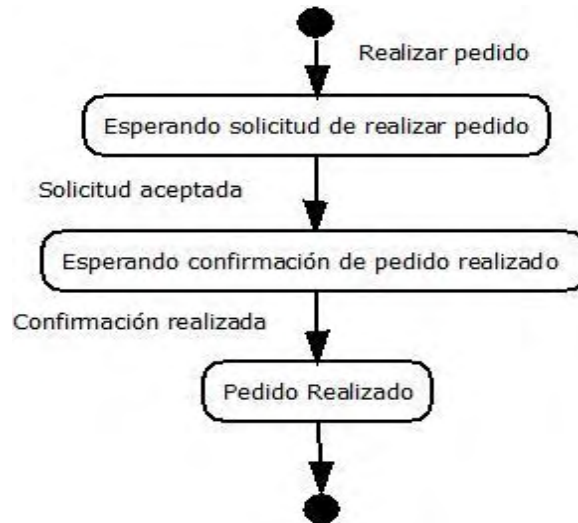 Realizar pedido
Esperando solicitud de realizar pedido
Solicitud aceptada
Esperando confirmación de pedido realizado
Confirmación realizada
Pedido Realizado